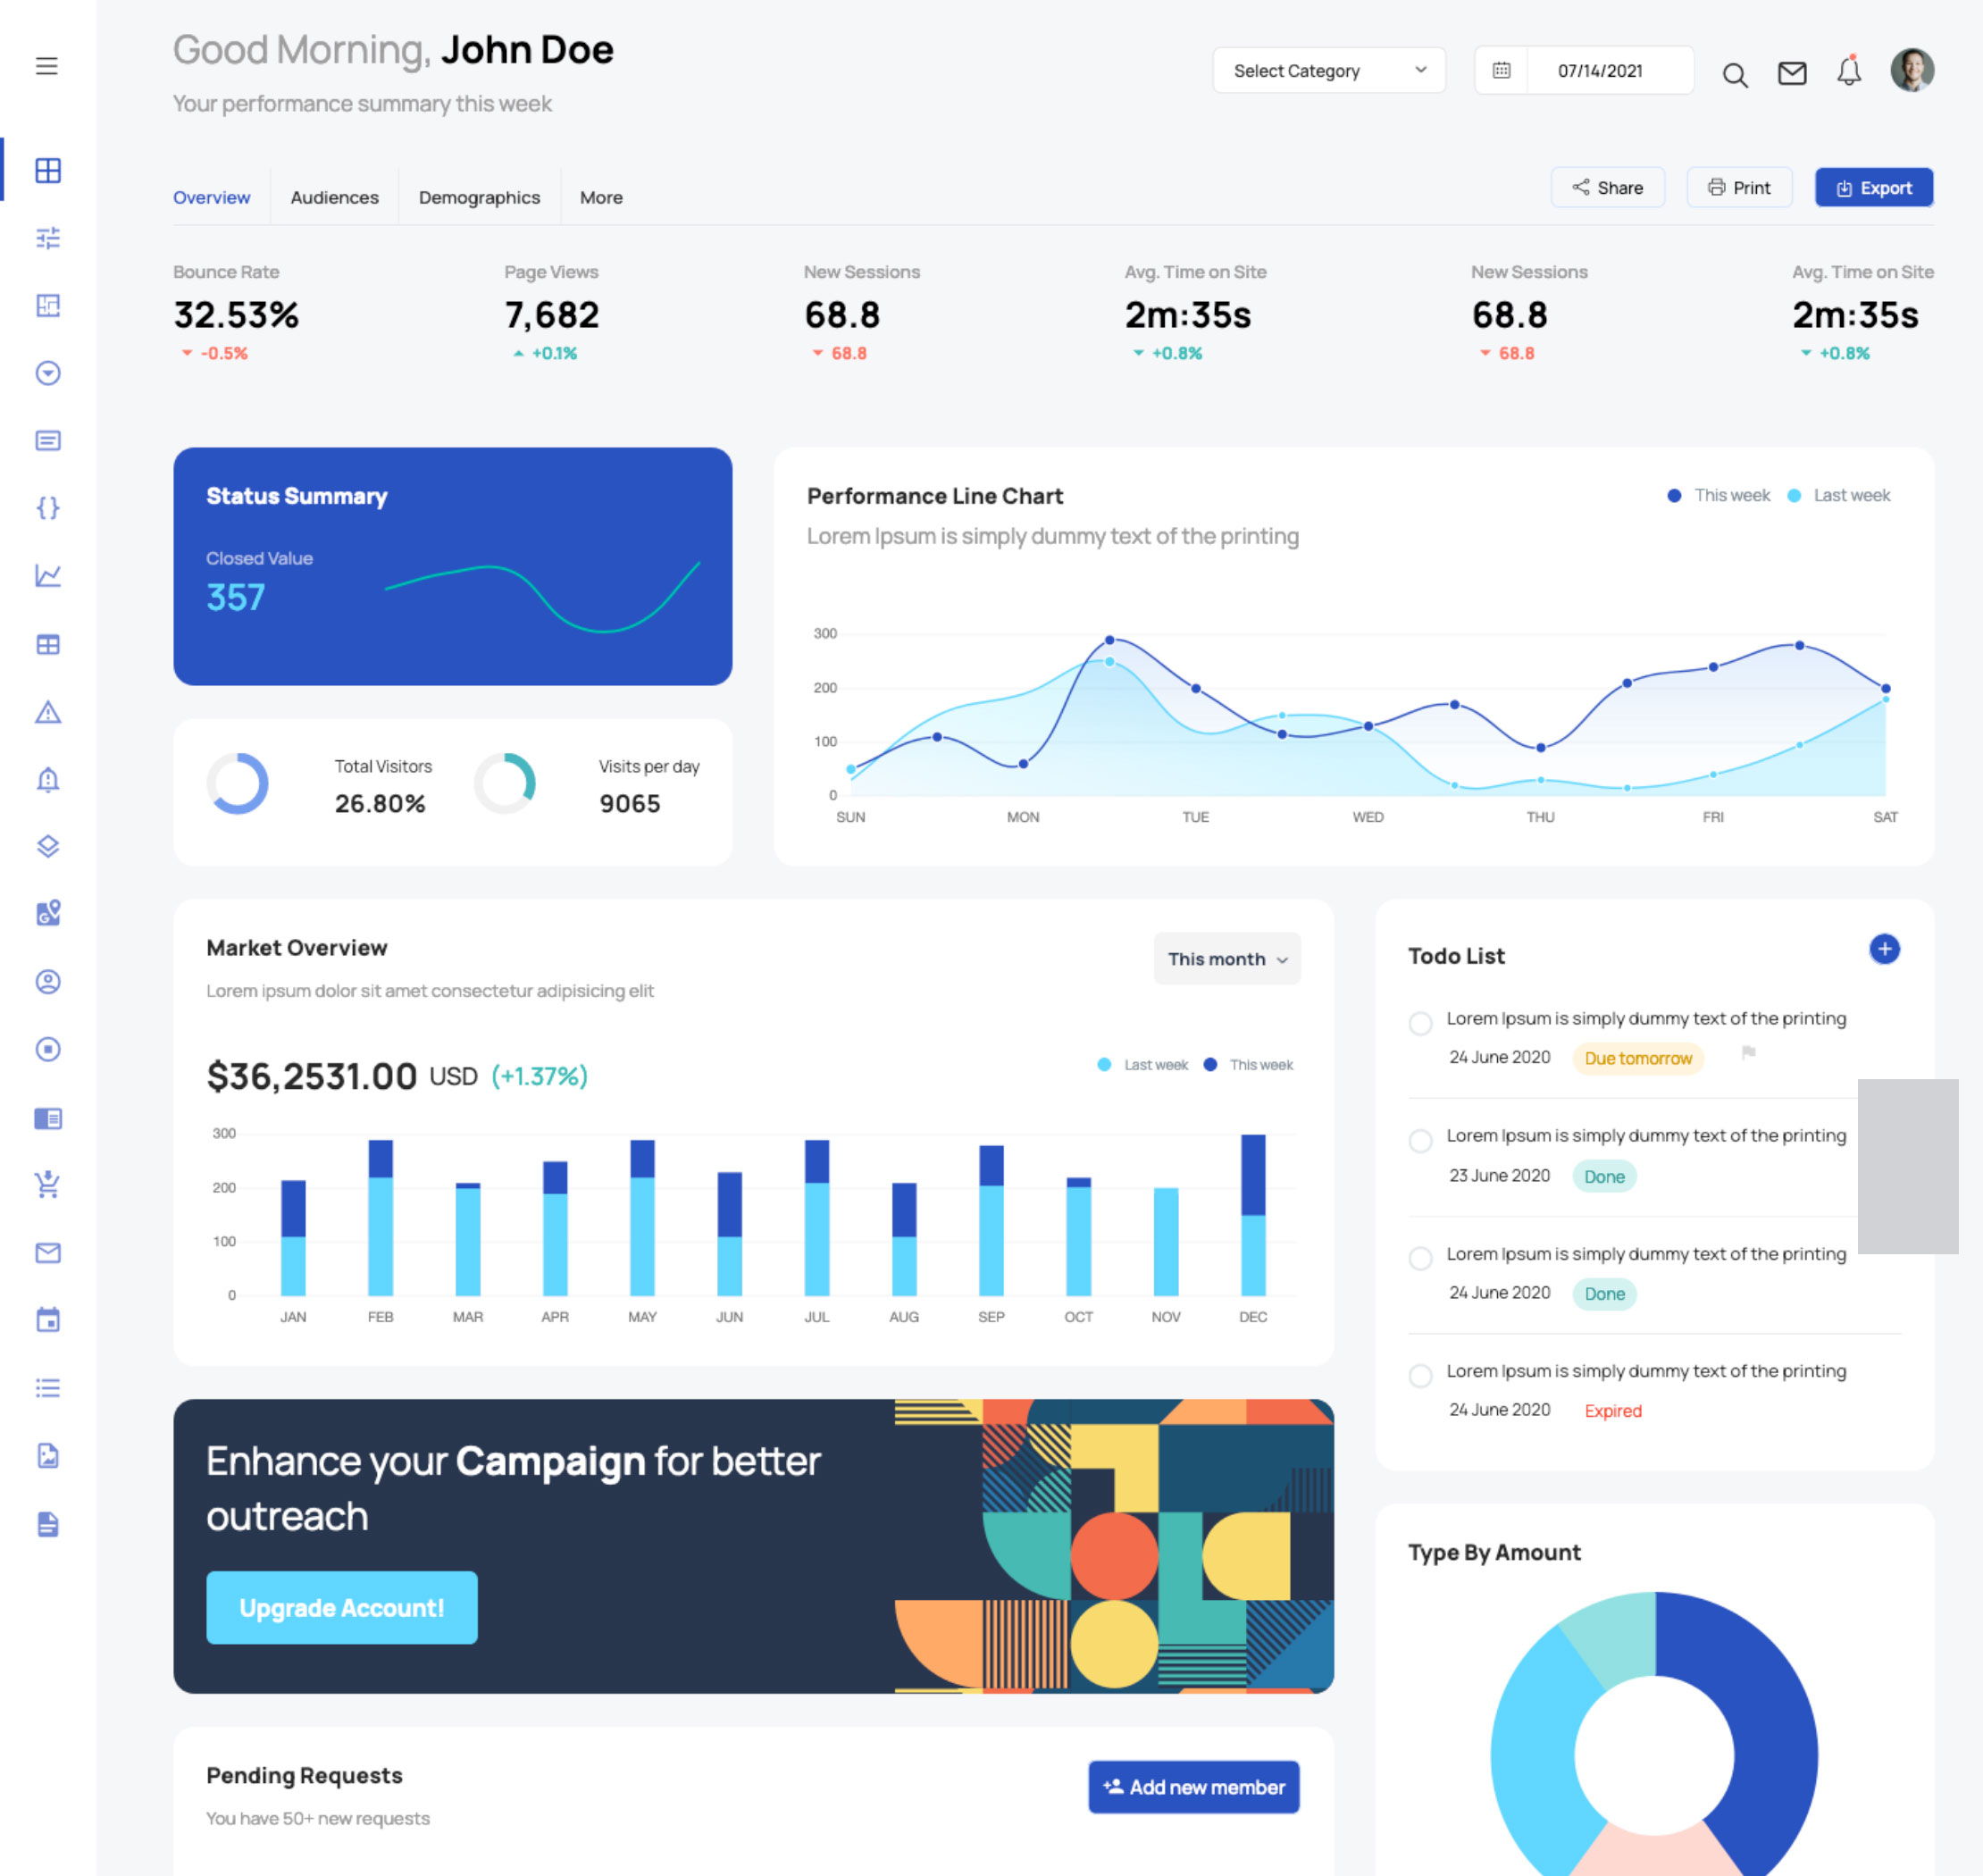 Good Morning, John Doe
Your performance summary this week
Select Category
07/14/2021
Overview Audiences Demographics More
Share Print Export
Bounce Rate
32.53%
-0.5%
Page Views
7,682
+0.1%
New Sessions
68.8
68.8
Avg. Time on Site
2m:35s
+0.8%
New Sessions
68.8
68.8
Avg. Time on Site
2m:35s
+0.8%
Status Summary
Closed Value
357
Total Visitors
26.80%
Visits per day
9065
Performance Line Chart
This week Last week
Lorem Ipsum is simply dummy text of the printing
300
200
100
0
SUN MON TUE WED THU FRI SAT
Market Overview
This month
Lorem ipsum dolor sit amet consectetur adipisicing elit
$36,2531.00 USD (+1.37%)
Last week This week
300
200
100
0
JAN FEB MAR APR MAY JUN JUL AUG SEP OCT NOV DEC
Todo List
Lorem Ipsum is simply dummy text of the printing
24 June 2020 Due tomorrow
Lorem Ipsum is simply dummy text of the printing
23 June 2020 Done
Lorem Ipsum is simply dummy text of the printing
24 June 2020 Done
Lorem Ipsum is simply dummy text of the printing
24 June 2020 Expired
Enhance your Campaign for better
outreach
Upgrade Account!
Type By Amount
Pending Requests
You have 50+ new requests
Add new member